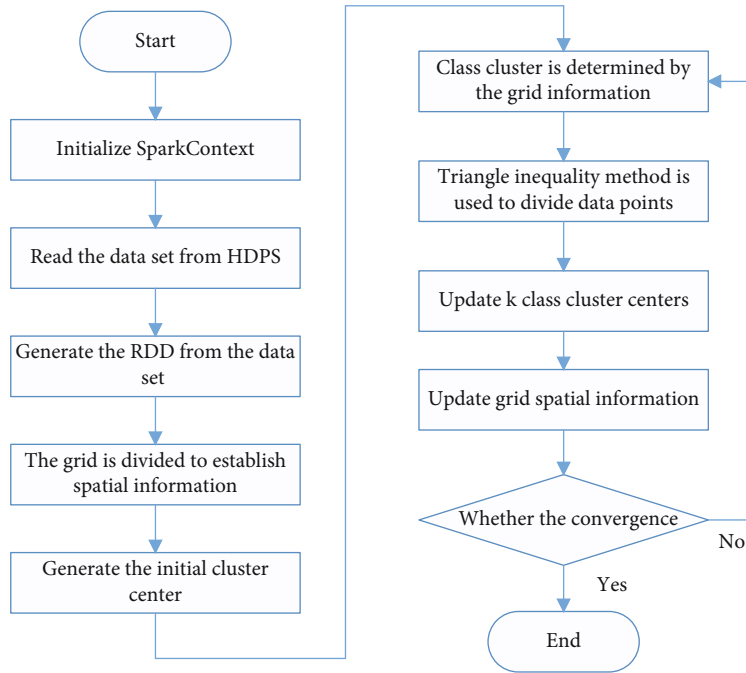 Start
Initialize SparkContext
Read the data set from HDPS
Generate the RDD from the data
set
The grid is divided to establish
spatial information
Generate the initial cluster
center
Class cluster is determined by
the grid information
Triangle inequality method is
used to divide data points
Update k class cluster centers
Update grid spatial information
Whether the convergence
No
Yes
End